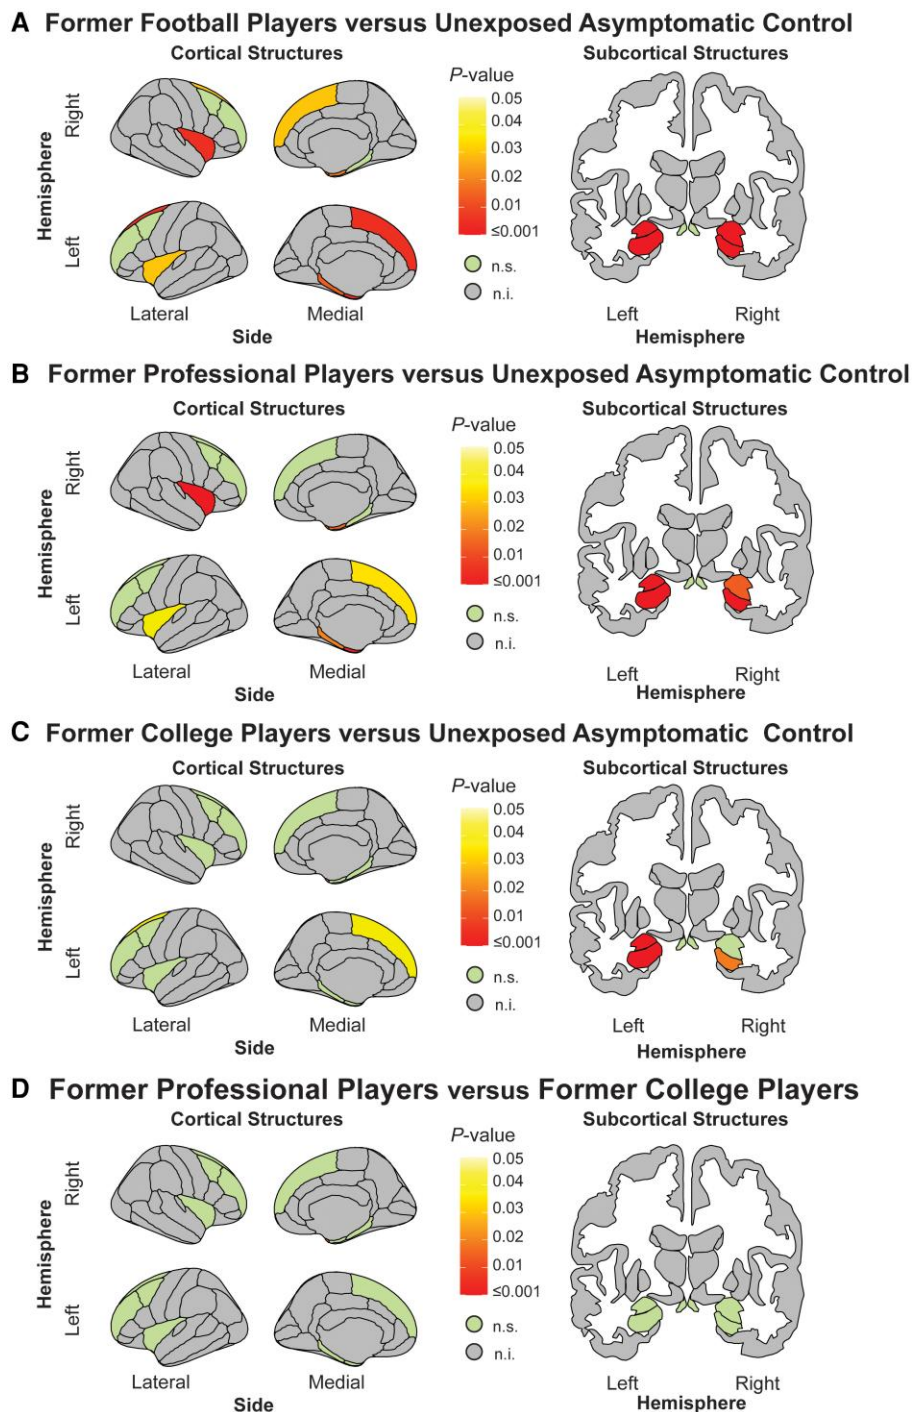 A Former Football Players versus Unexposed Asymptomatic Control
Cortical Structures
Subcortical Structures
Hemisphere
Right
Left
P-value
0.05
0.04
0.03
0.02
0.01
≤0.001
n.s.
n.i.
Lateral
Medial
Side
Left
Right
Hemisphere
B Former Professional Players versus Unexposed Asymptomatic Control
Cortical Structures
Subcortical Structures
Hemisphere
Right
Left
P-value
0.05
0.04
0.03
0.02
0.01
≤0.001
n.s.
n.i.
Lateral
Medial
Side
Left
Right
Hemisphere
C Former College Players versus Unexposed Asymptomatic Control
Cortical Structures
Subcortical Structures
Hemisphere
Right
Left
P-value
0.05
0.04
0.03
0.02
0.01
≤0.001
n.s.
n.i.
Lateral
Medial
Side
Left
Right
Hemisphere
D Former Professional Players versus Former College Players
Cortical Structures
Subcortical Structures
Hemisphere
Right
Left
P-value
0.05
0.04
0.03
0.02
0.01
≤0.001
n.s.
n.i.
Lateral
Medial
Side
Left
Right
Hemisphere